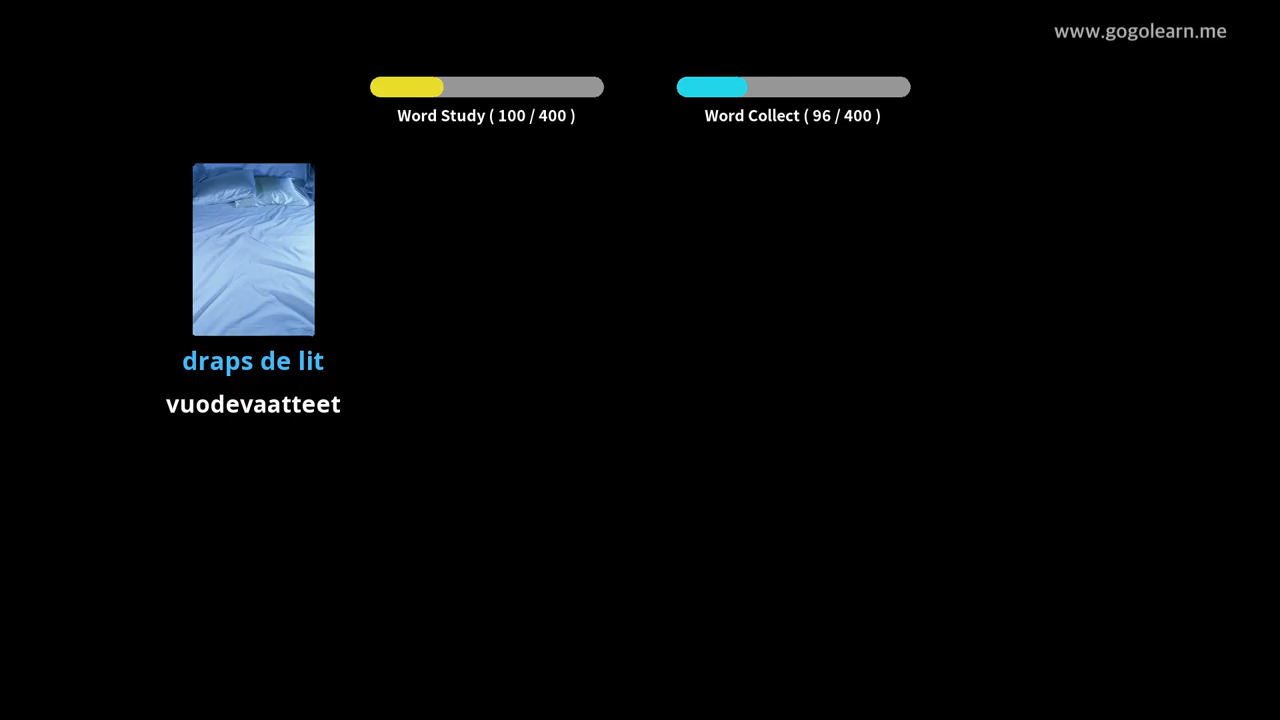 www.gogolearn.me
Word Study ( 100 / 400 )
Word Collect ( 96 / 400 )
draps de lit
vuodevaatteet